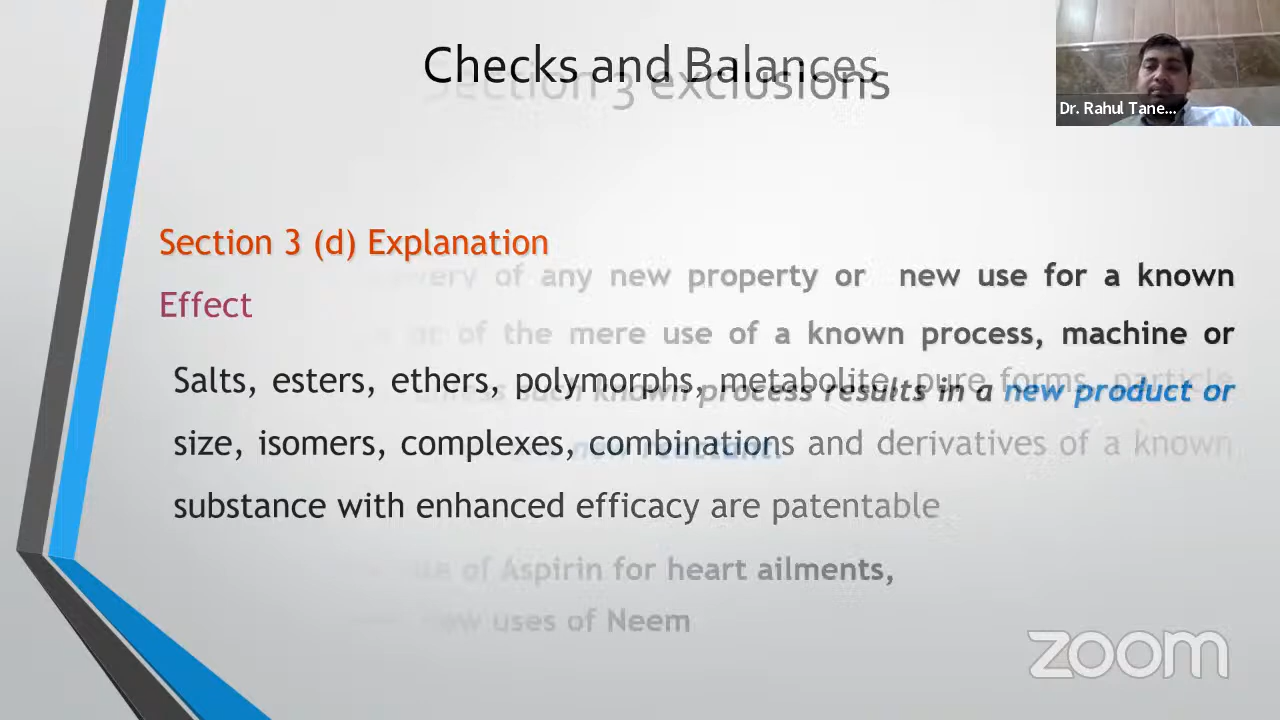 Checks and Balances
Section 3 exclusions
Dr. Rahul Tane...
Section 3 (d) Explanation
of any new property or new use for a known
Effect
or of the mere use of a known process, machine or
Salts, esters, ethers, polymorphs, metabolite, pure forms, particle
unless such known process results in a new product or
size, isomers, complexes, combinations and derivatives of a known
new reactant.
substance with enhanced efficacy are patentable
of Aspirin for heart ailments,
new uses of Neem
zoom